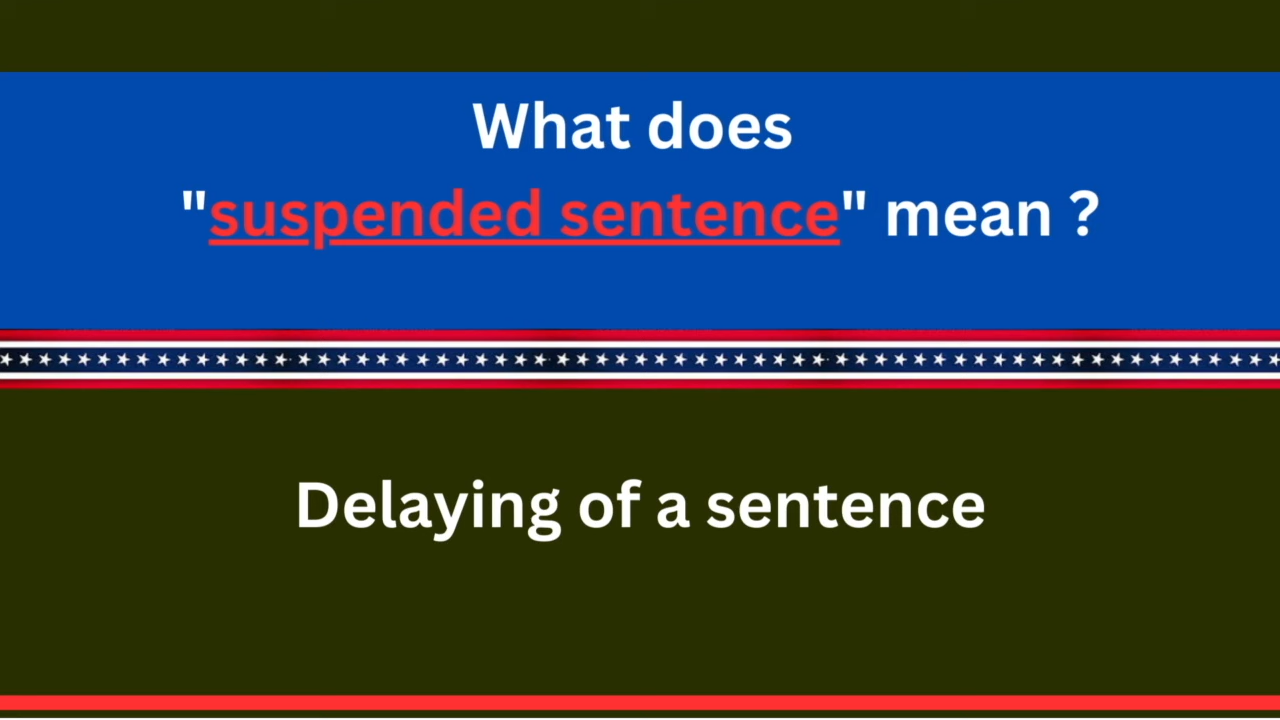 What does
"suspended sentence" mean ?
Delaying of a sentence